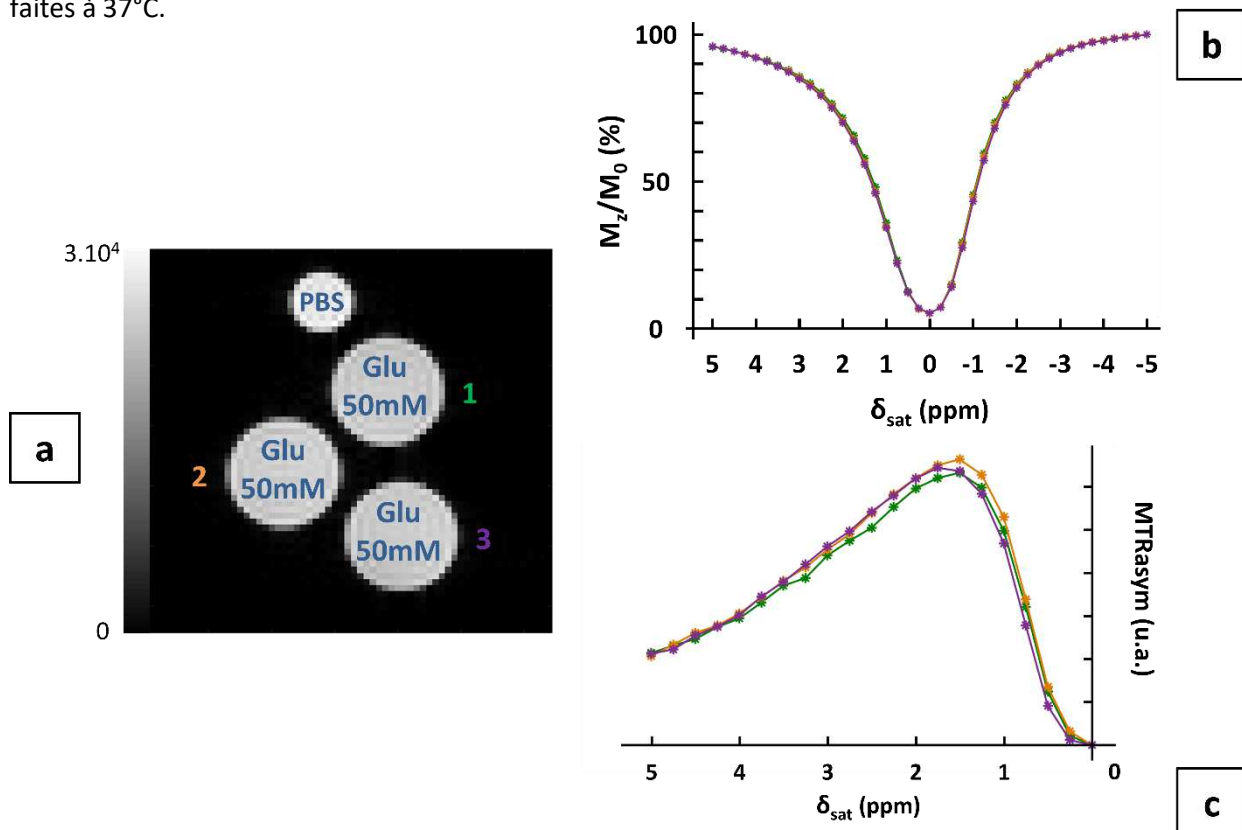 faites à 37°C.
3.10⁴
0
a
PBS
Glu
50mM
1
Glu
50mM
2
Glu
50mM
3
b
100
50
0
M_z/M_0 (%)
5 4 3 2 1 0 -1 -2 -3 -4 -5
δ_sat (ppm)
MTRasym (u.a.)
5 4 3 2 1 0
δ_sat (ppm)
c